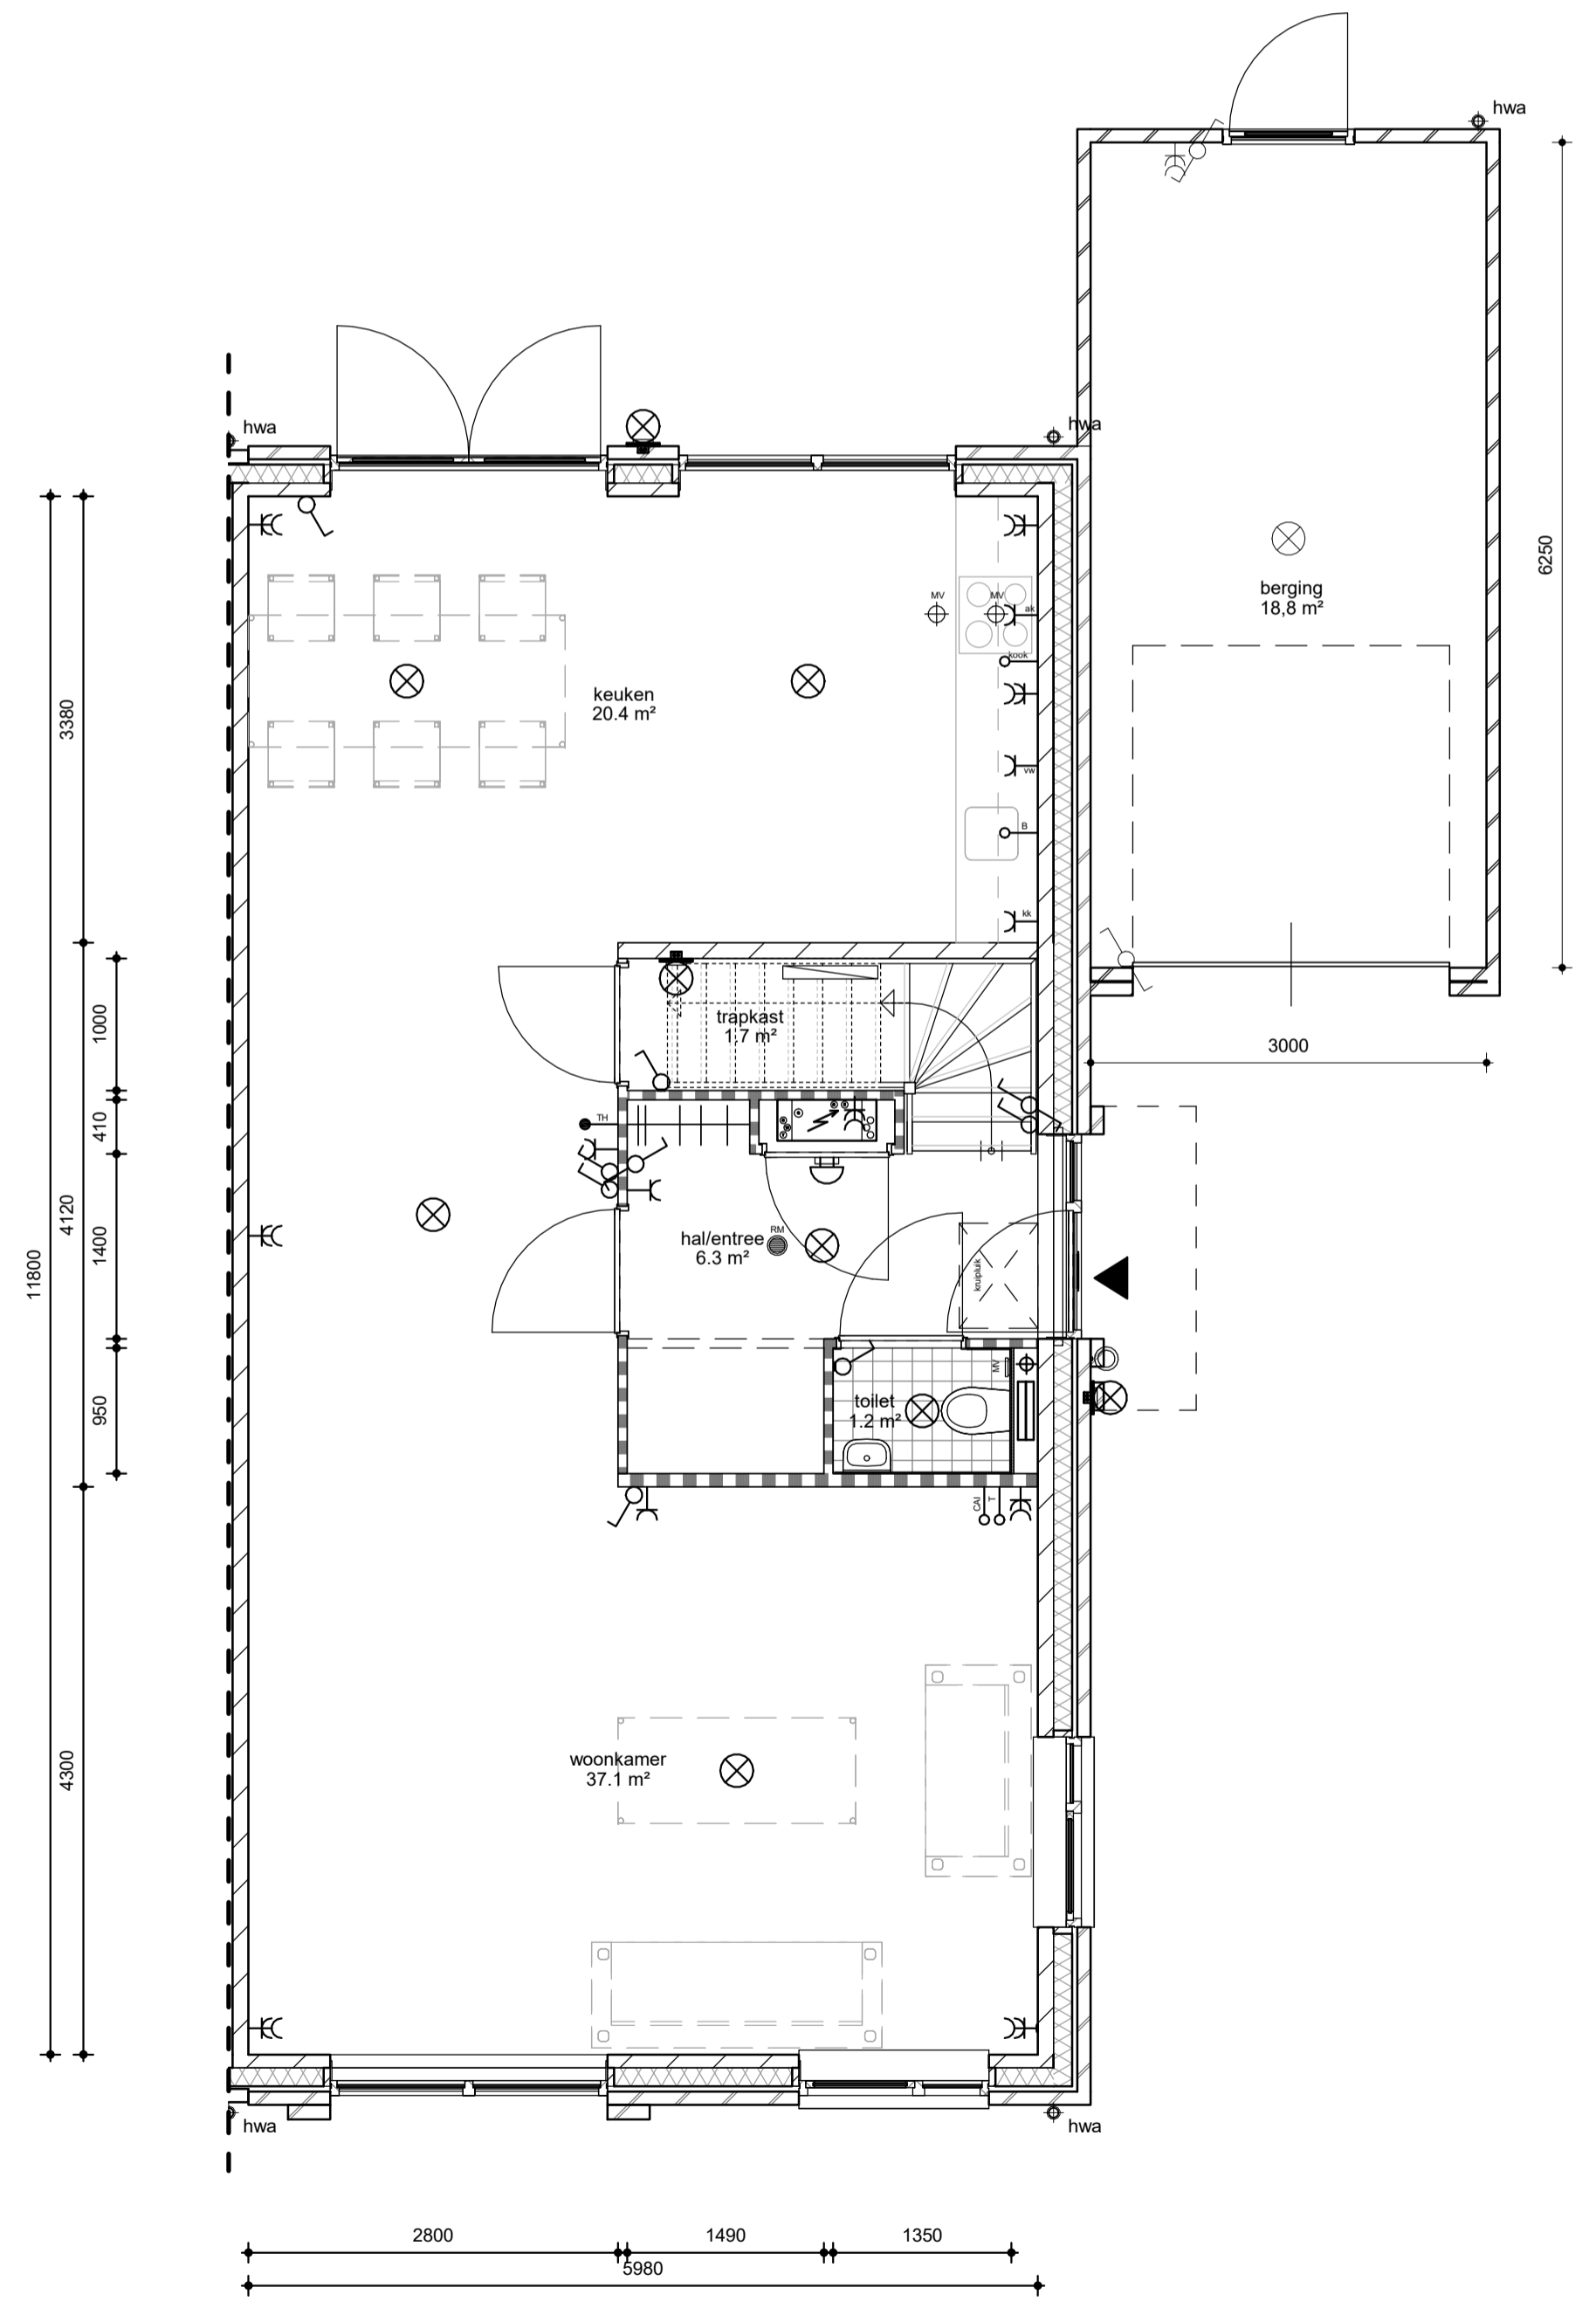 hwa
hwa
hwa
6250
berging
18,8 m²
MV
MV
ak
kook
keuken
20.4 m²
3380
vw
B
kk
1000
trapkast
1.7 m²
3000
410
TH
4120
1400
11800
hal/entree
6.3 m²
RM
kruipluik
950
toilet
1.2 m²
MV
CAI
T
4300
woonkamer
37.1 m²
hwa
hwa
2800
1490
1350
5980